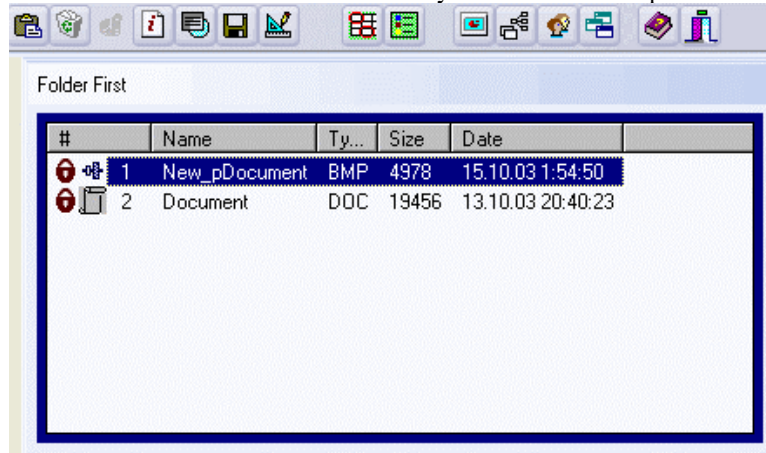 Folder First
# Name Ty... Size Date
1 New_pDocument BMP 4978 15.10.03 1:54:50
2 Document DOC 19456 13.10.03 20:40:23